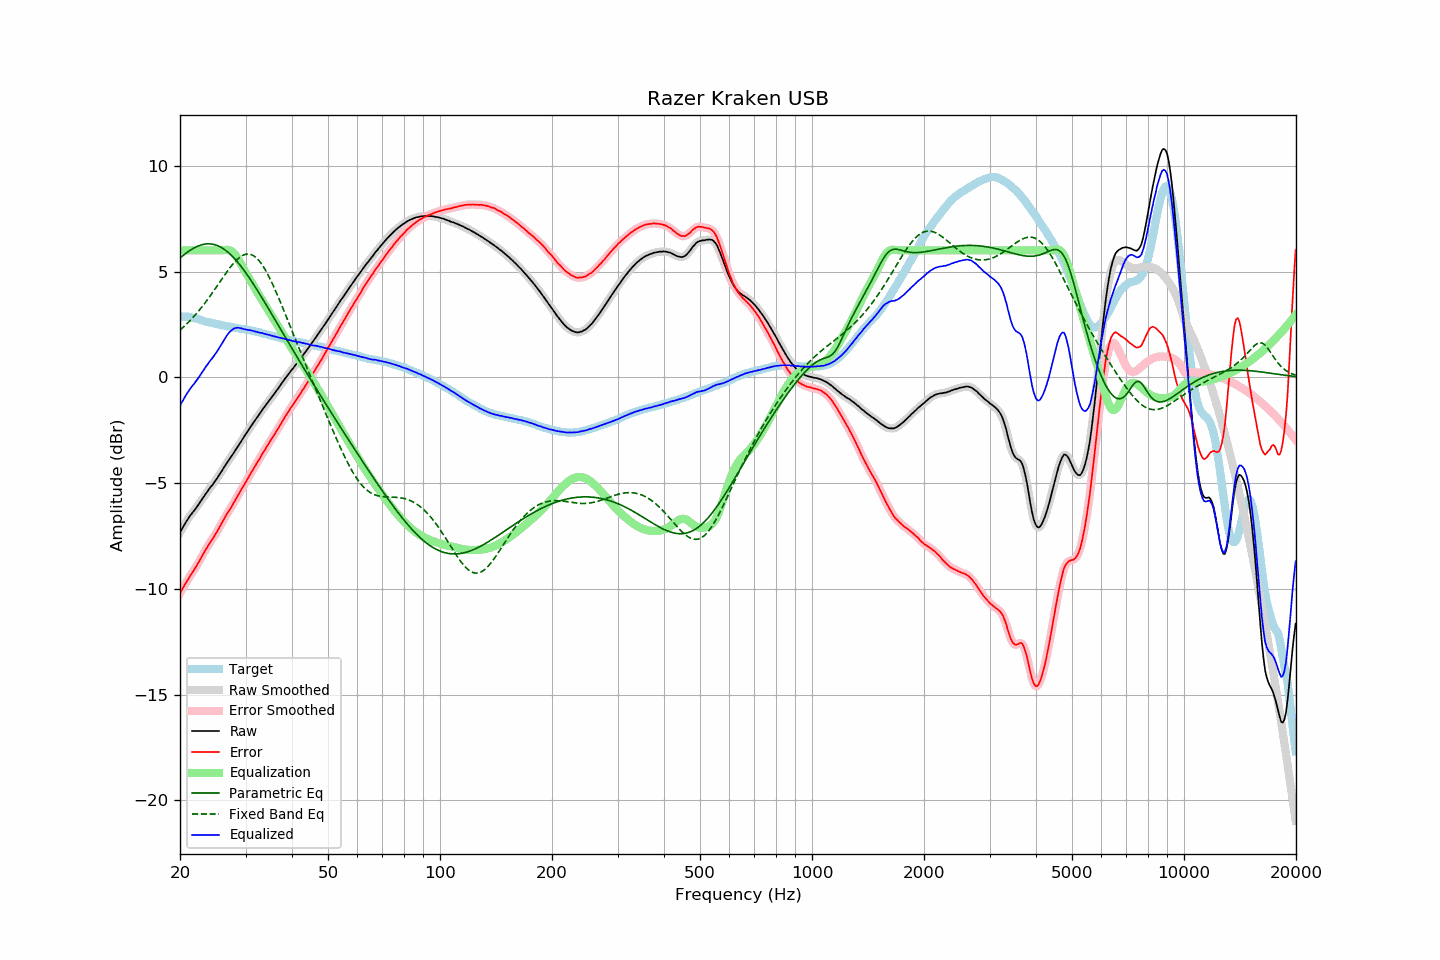 Razer Kraken USB
Amplitude (dBr)
10
5
0
−5
−10
−15
−20
Target
Raw Smoothed
Error Smoothed
Raw
Error
Equalization
Parametric Eq
Fixed Band Eq
Equalized
20 50 100 200 500 1000 2000 5000 10000 20000
Frequency (Hz)